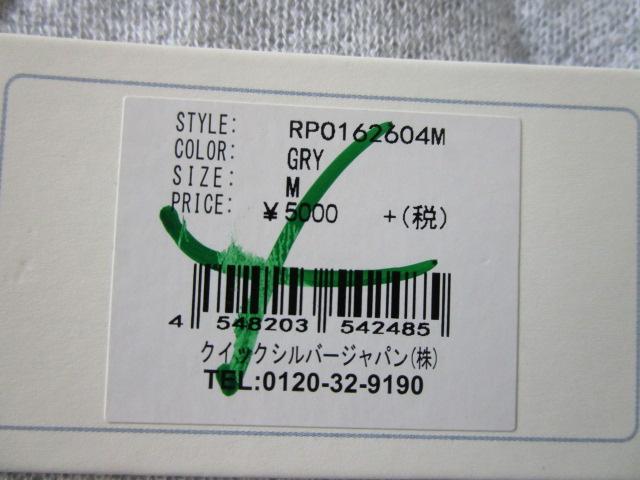 STYLE: RPO162604M
COLOR: GRY
SIZE: M
PRICE: ¥5000 +(税)
4 548203 542485
クイックシルバージャパン(株)
TEL:0120-32-9190